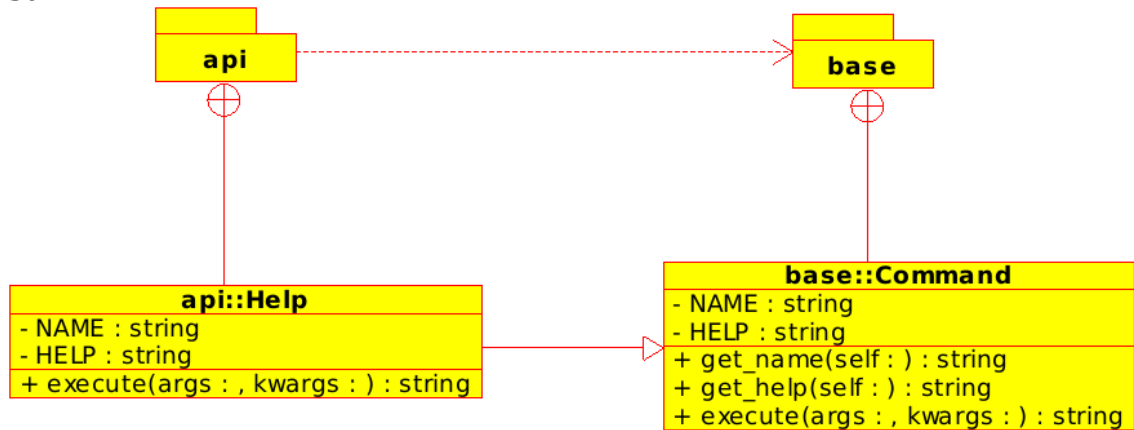 api
base
api::Help
- NAME : string
- HELP : string
+ execute(args : , kwargs : ) : string
base::Command
- NAME : string
- HELP : string
+ get_name(self : ) : string
+ get_help(self : ) : string
+ execute(args : , kwargs : ) : string